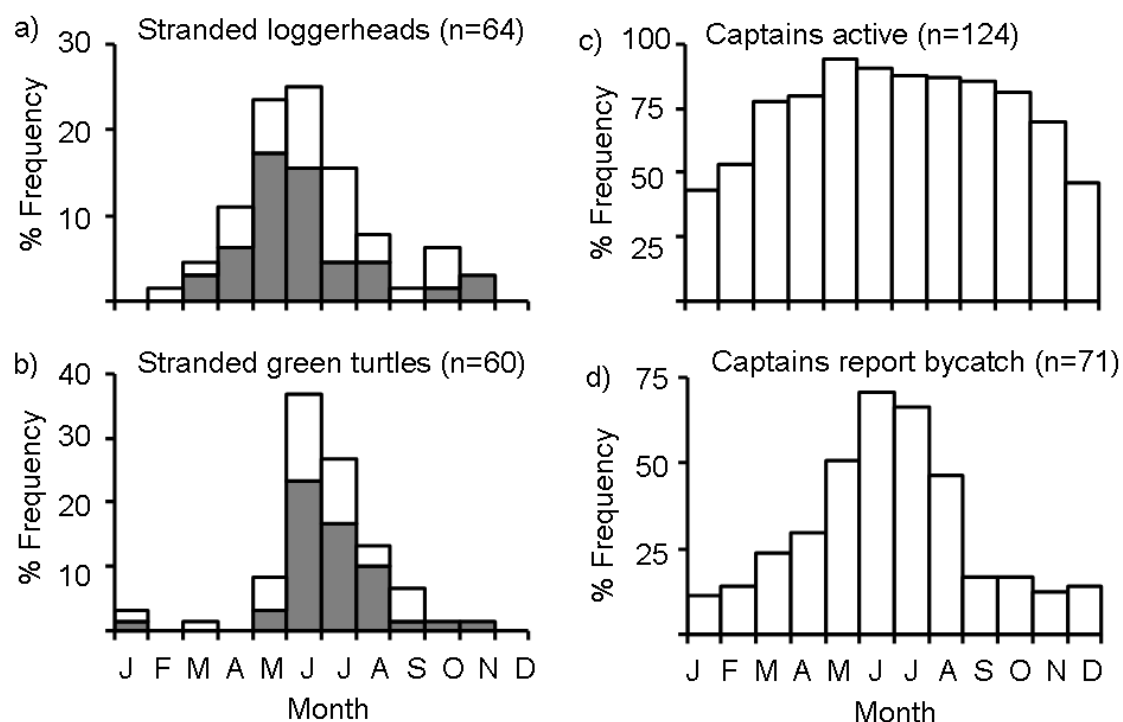 a) Stranded loggerheads (n=64)
% Frequency
30
20
10
b) Stranded green turtles (n=60)
% Frequency
40
30
20
10
J F M A M J J A S O N D
Month
c) Captains active (n=124)
% Frequency
100
75
50
25
d) Captains report bycatch (n=71)
% Frequency
75
50
25
J F M A M J J A S O N D
Month